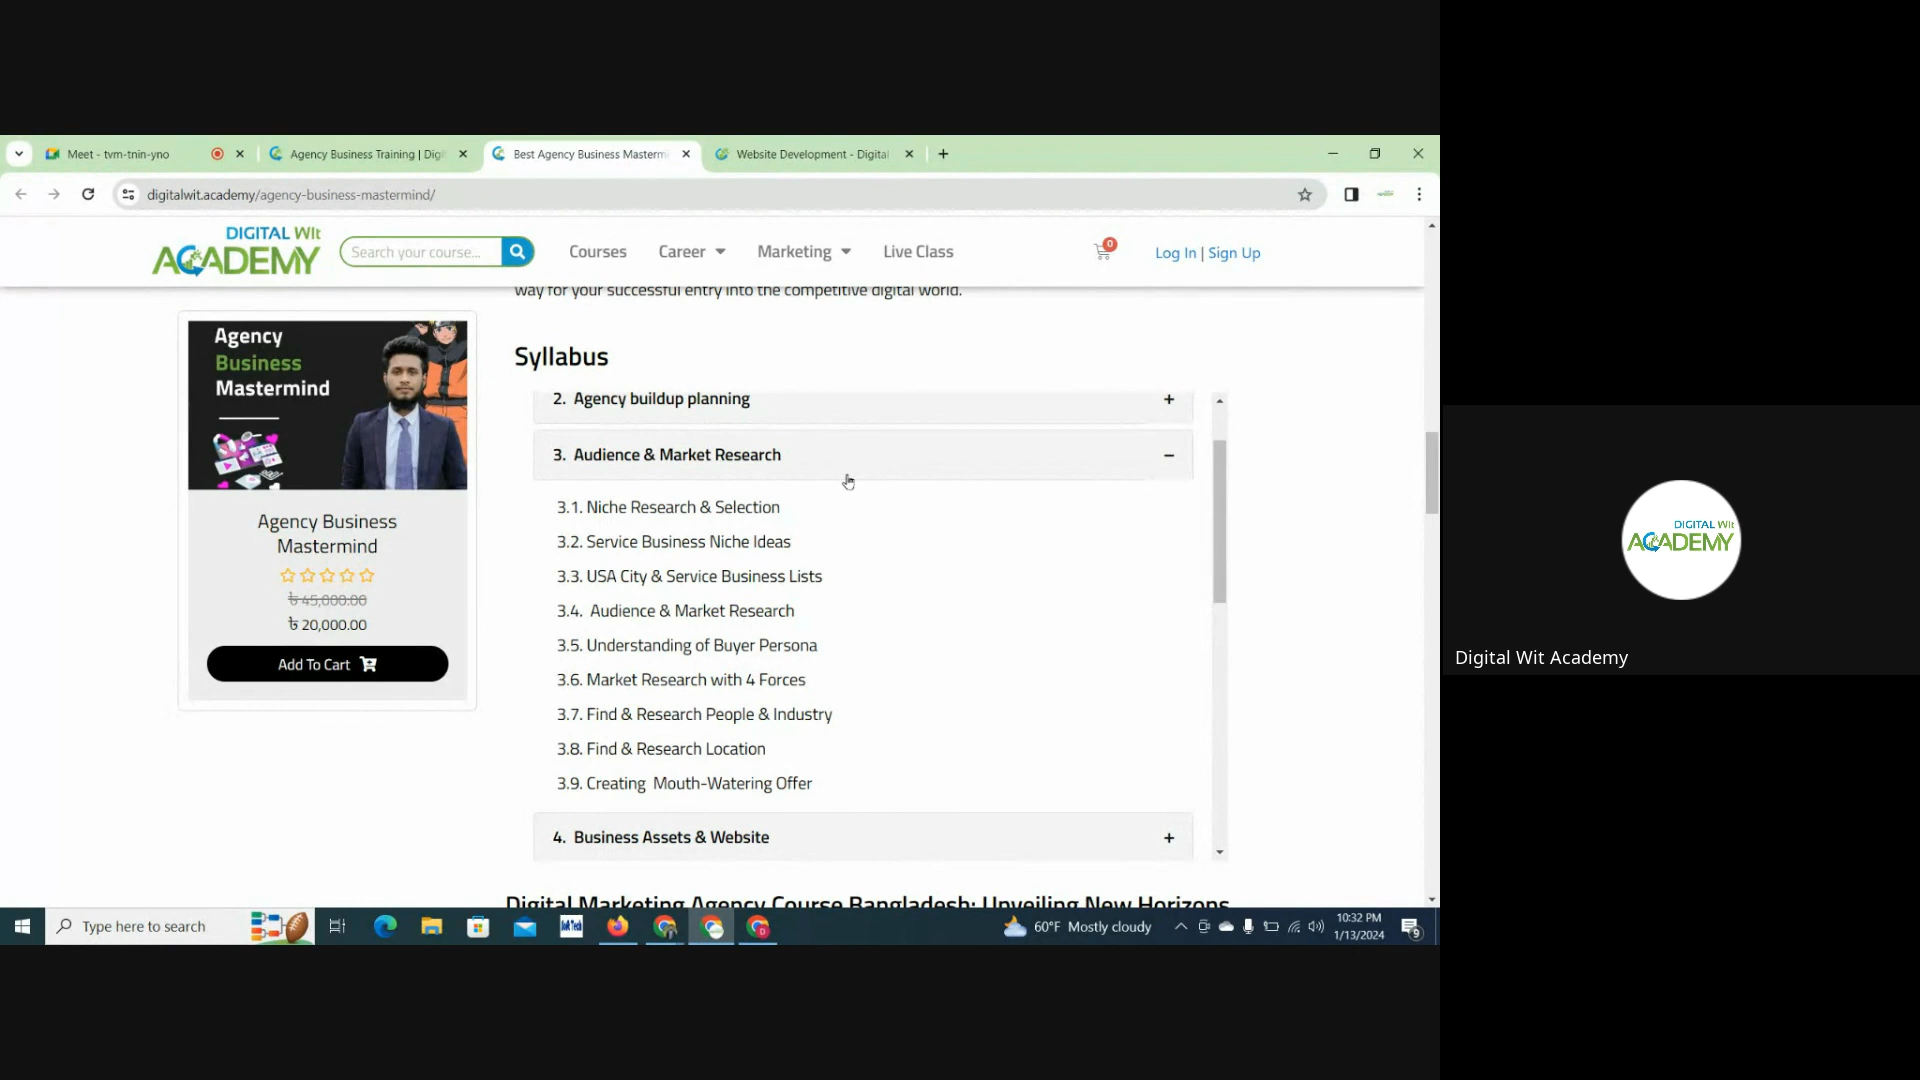 Meet - tvm-tnin-yno
Agency Business Training | Digi
Best Agency Business Masterm
Website Development - Digital
digitalwit.academy/agency-business-mastermind/
DIGITAL WIt
ACADEMY
Search your course...
Courses
Career
Marketing
Live Class
0
Log In | Sign Up
way for your successful entry into the competitive digital world.
Agency
Business
Mastermind
Agency Business
Mastermind
৳ 45,000.00
৳ 20,000.00
Add To Cart
Syllabus
2. Agency buildup planning
3. Audience & Market Research
3.1. Niche Research & Selection
3.2. Service Business Niche Ideas
3.3. USA City & Service Business Lists
3.4. Audience & Market Research
3.5. Understanding of Buyer Persona
3.6. Market Research with 4 Forces
3.7. Find & Research People & Industry
3.8. Find & Research Location
3.9. Creating Mouth-Watering Offer
4. Business Assets & Website
Digital Marketing Agency Course Bangladesh: Unveiling New Horizons
Type here to search
60°F Mostly cloudy
10:32 PM
1/13/2024
9
DIGITAL WIt
ACADEMY
Digital Wit Academy